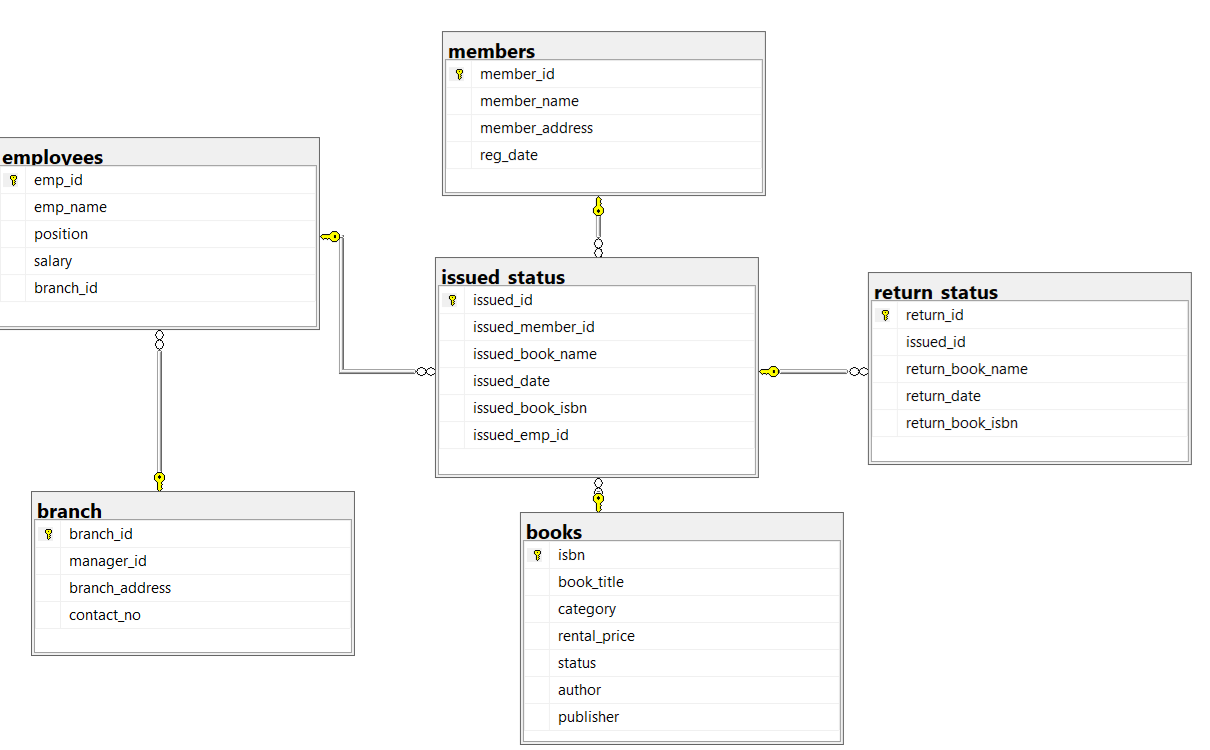 members
member_id
member_name
member_address
reg_date
employees
emp_id
emp_name
position
salary
branch_id
issued_status
issued_id
issued_member_id
issued_book_name
issued_date
issued_book_isbn
issued_emp_id
return_status
return_id
issued_id
return_book_name
return_date
return_book_isbn
branch
branch_id
manager_id
branch_address
contact_no
books
isbn
book_title
category
rental_price
status
author
publisher